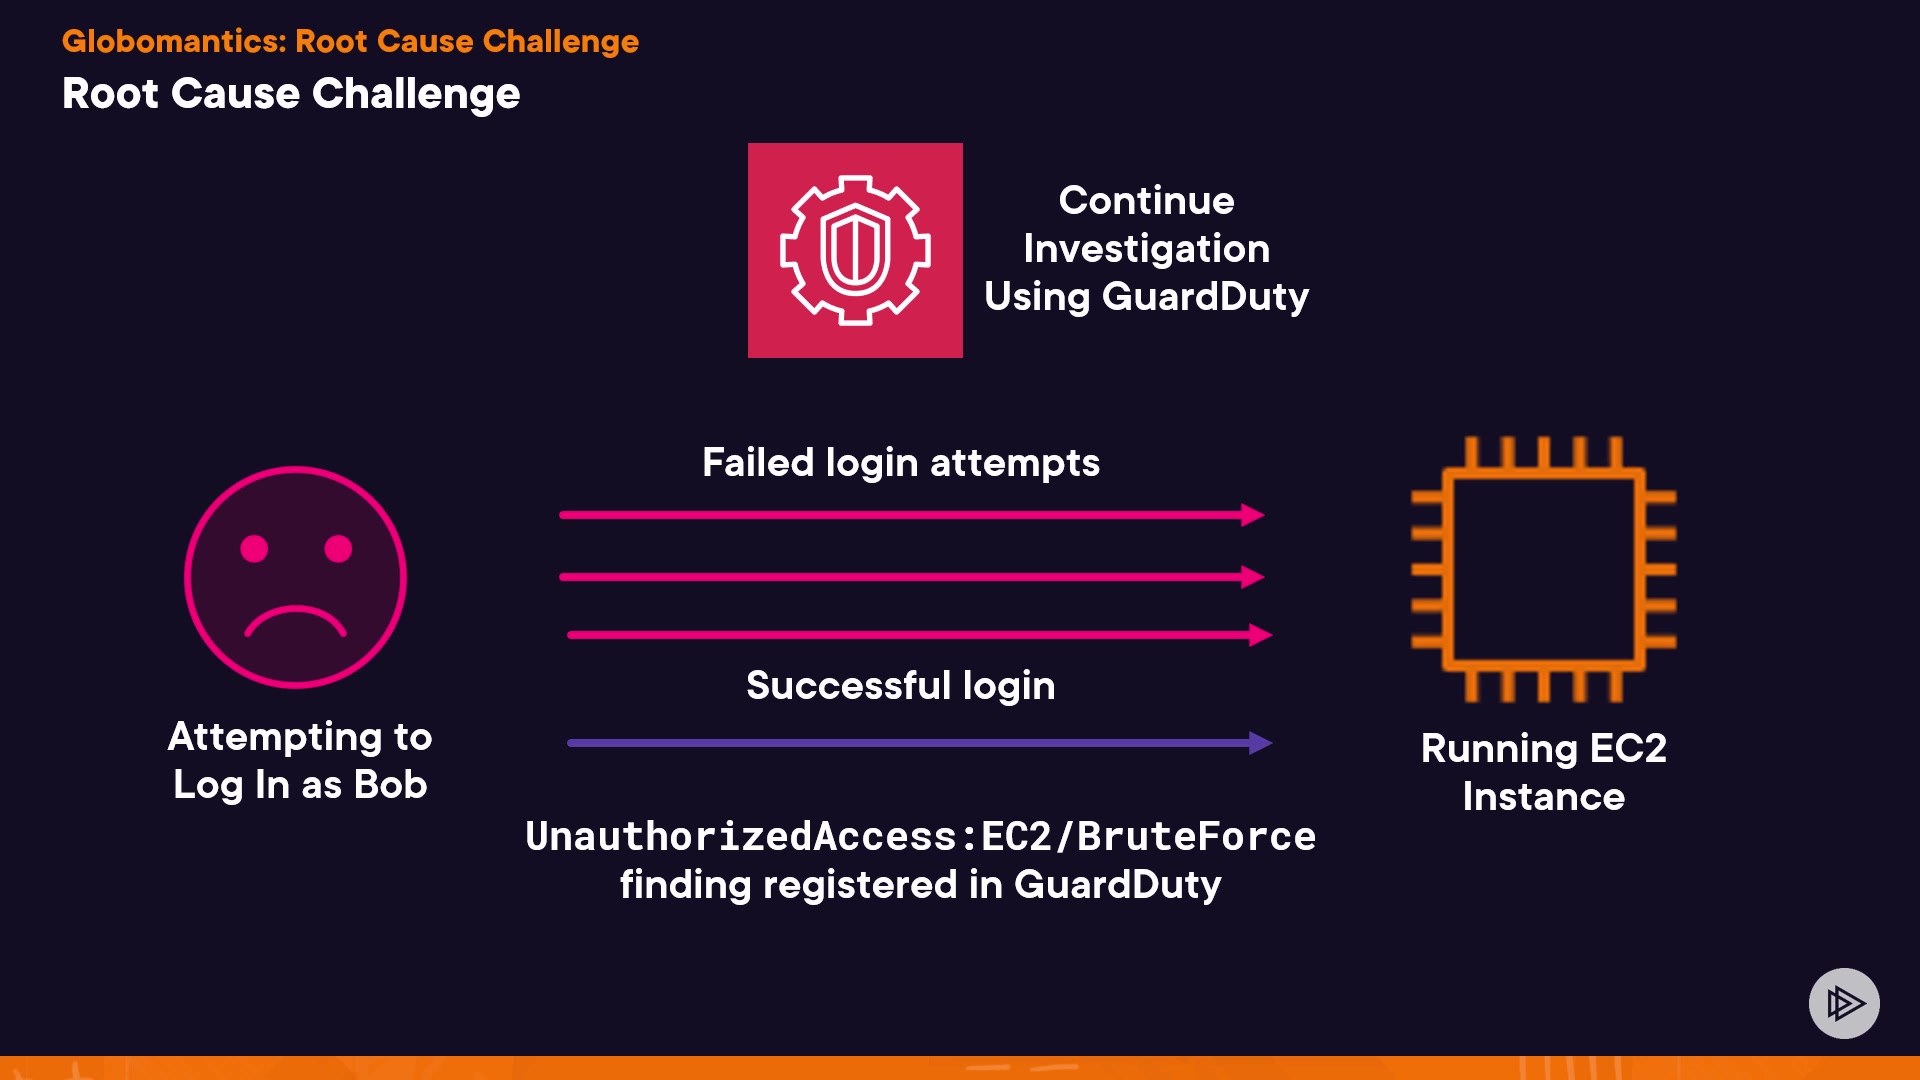 Globomantics: Root Cause Challenge
Root Cause Challenge
Continue
Investigation
Using GuardDuty
Failed login attempts
Successful login
Attempting to
Log In as Bob
Running EC2
Instance
UnauthorizedAccess:EC2/BruteForce
finding registered in GuardDuty